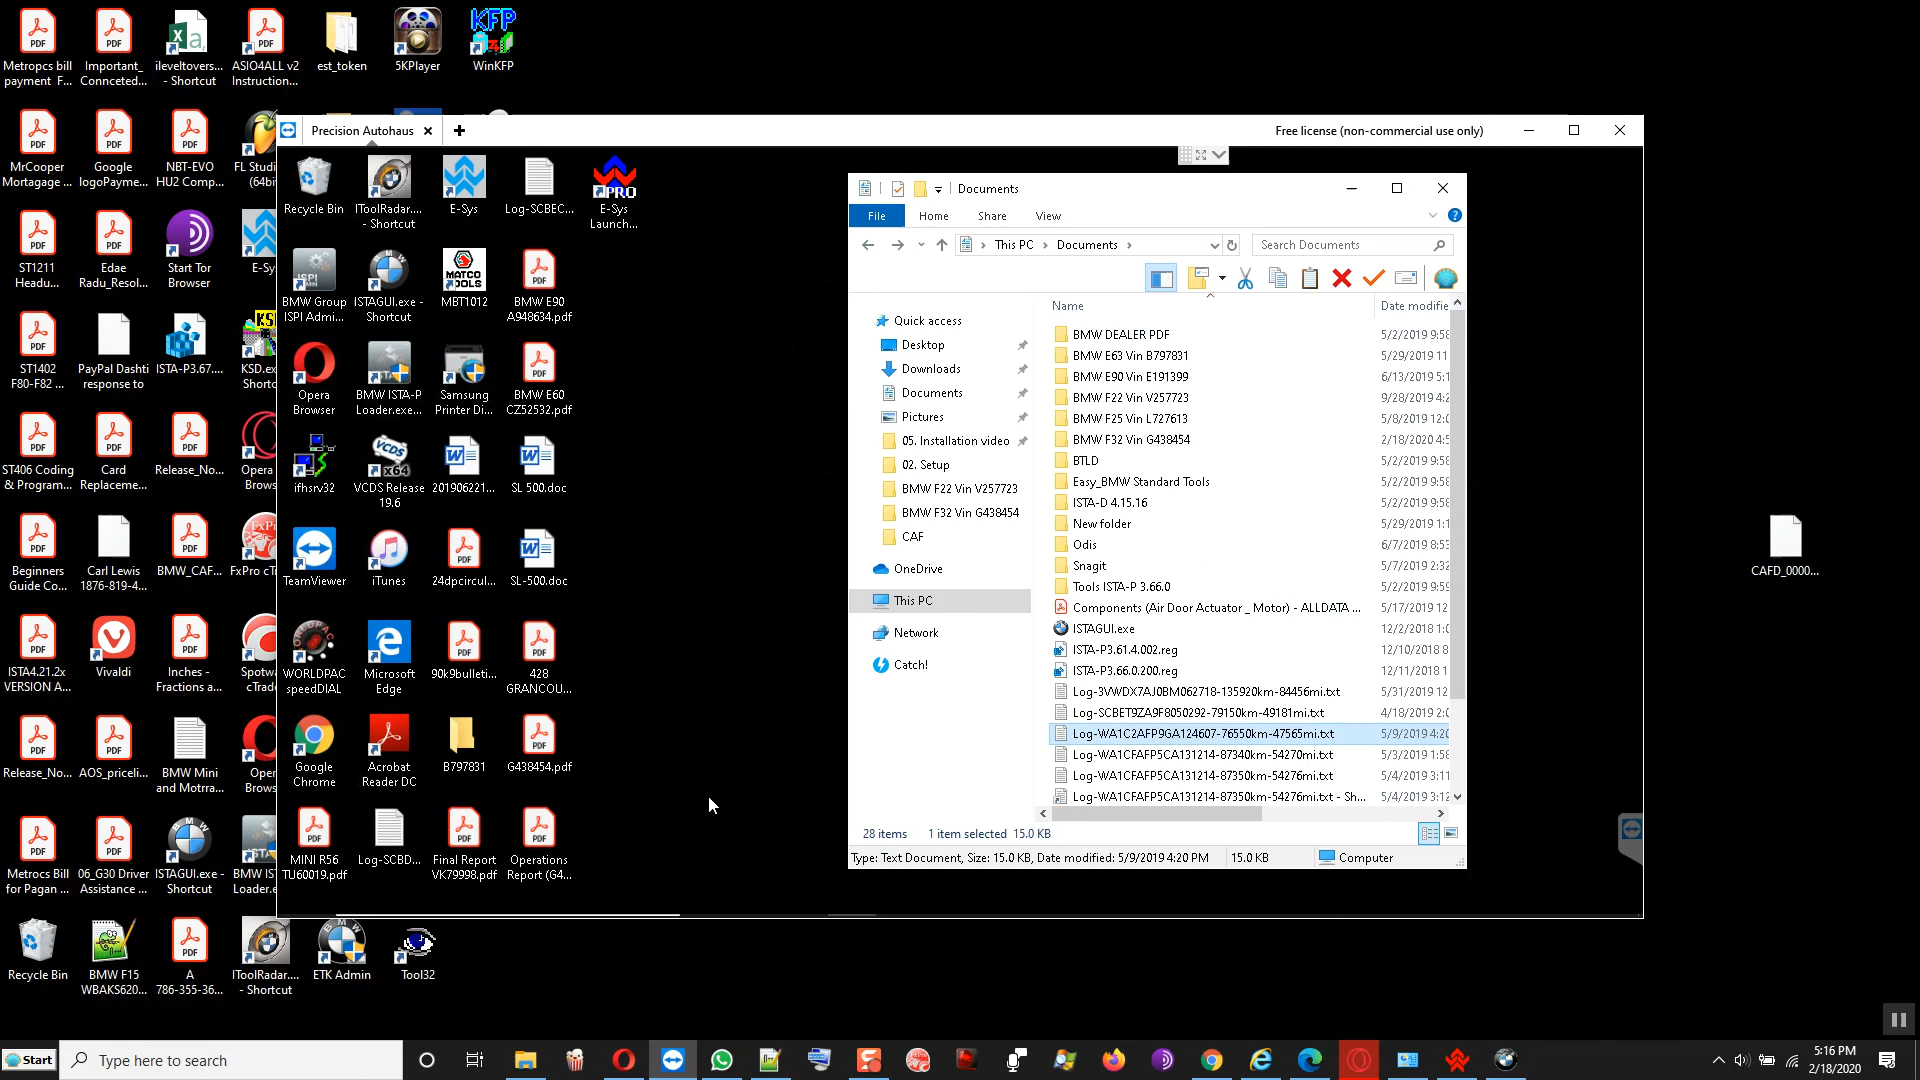 Metropcs bill
payment F...
Important_
Connceted...
ileveltovers...
- Shortcut
ASIO4ALL v2
Instruction...
est_token
5KPlayer
KFP
WinKFP
MrCooper
Mortagage ...
Google
logoPayme...
NBT-EVO
HU2 Comp...
FL Studi
(64bi
ST1211
Headu...
Edae
Radu_Resol...
Start Tor
Browser
E-Sy
ST1402
F80-F82 ...
PayPal Dashti
response to
ISTA-P3.67....
KSD.ex
Shortc
ST406 Coding
& Program...
Card
Replaceme...
Release_No...
Opera
Brows
Beginners
Guide Co...
Carl Lewis
1876-819-4...
BMW_CAF...
FxPro cTr
ISTA4.21.2x
VERSION A...
Vivaldi
Inches -
Fractions a...
Spotwa
cTrade
Release_No...
AOS_priceli...
BMW Mini
and Motrra...
Oper
Brows
Metrocs Bill
for Pagan ...
06_G30 Driver
Assistance ...
ISTAGUI.exe -
Shortcut
BMW IST
Loader.e
Recycle Bin
BMW F15
WBAKS620...
A
786-355-36...
IToolRadar....
- Shortcut
ETK Admin
Tool32
Precision Autohaus
Free license (non-commercial use only)
Recycle Bin
IToolRadar....
- Shortcut
E-Sys
Log-SCBEC...
PRO
E-Sys
Launch...
ISPI
BMW Group
ISPI Admi...
ISTAGUI.exe -
Shortcut
MATCO
TOOLS
MBT1012
BMW E90
A948634.pdf
Opera
Browser
BMW ISTA-P
Loader.exe...
Samsung
Printer Di...
BMW E60
CZ52532.pdf
ifhsrv32
VCDS
x64
VCDS Release
19.6
201906221...
SL 500.doc
TeamViewer
iTunes
24dpcircul...
SL-500.doc
WORLDPAC
speedDIAL
Microsoft
Edge
90k9bulleti...
428
GRANCOU...
Google
Chrome
Acrobat
Reader DC
B797831
G438454.pdf
MINI R56
TU60019.pdf
Log-SCBD...
Final Report
VK79998.pdf
Operations
Report (G4...
Documents
File
Home
Share
View
This PC
Documents
Search Documents
Quick access
Desktop
Downloads
Documents
Pictures
05. Installation video
02. Setup
BMW F22 Vin V257723
BMW F32 Vin G438454
CAF
OneDrive
This PC
Network
Catch!
Name
Date modifie
BMW DEALER PDF 5/2/2019 9:58
BMW E63 Vin B797831 5/29/2019 11
BMW E90 Vin E191399 6/13/2019 5:1
BMW F22 Vin V257723 9/28/2019 4:2
BMW F25 Vin L727613 5/8/2019 12:0
BMW F32 Vin G438454 2/18/2020 4:5
BTLD 5/2/2019 9:58
Easy_BMW Standard Tools 5/2/2019 9:58
ISTA-D 4.15.16 5/2/2019 9:58
New folder 5/29/2019 1:1
Odis 6/7/2019 8:53
Snagit 5/7/2019 2:32
Tools ISTA-P 3.66.0 5/2/2019 9:59
Components (Air Door Actuator _ Motor) - ALLDATA ... 5/17/2019 12
ISTAGUI.exe 12/2/2018 1:0
ISTA-P3.61.4.002.reg 12/10/2018 8
ISTA-P3.66.0.200.reg 12/11/2018 1
Log-3VWDX7AJ0BM062718-135920km-84456mi.txt 5/31/2019 12
Log-SCBET9ZA9F8050292-79150km-49181mi.txt 4/18/2019 2:0
Log-WA1C2AFP9GA124607-76550km-47565mi.txt 5/9/2019 4:20
Log-WA1CFAFP5CA131214-87340km-54270mi.txt 5/3/2019 1:58
Log-WA1CFAFP5CA131214-87350km-54276mi.txt 5/4/2019 3:11
Log-WA1CFAFP5CA131214-87350km-54276mi.txt - Sh... 5/4/2019 3:12
28 items 1 item selected 15.0 KB
Type: Text Document, Size: 15.0 KB, Date modified: 5/9/2019 4:20 PM 15.0 KB Computer
CAFD_0000...
Start
Type here to search
5:16 PM
2/18/2020